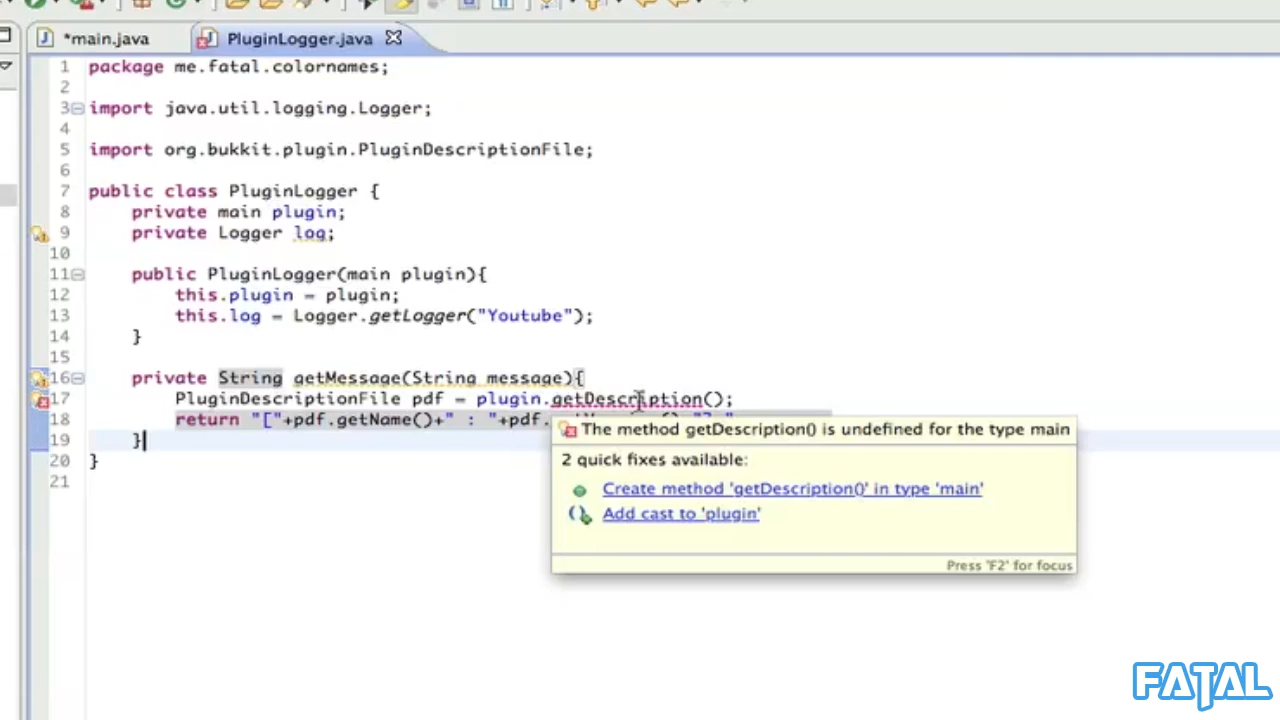 *main.java
PluginLogger.java
1 package me.fatal.colornames;
2
3 import java.util.logging.Logger;
4
5 import org.bukkit.plugin.PluginDescriptionFile;
6
7 public class PluginLogger {
8 private main plugin;
9 private Logger log;
10
11 public PluginLogger(main plugin){
12 this.plugin = plugin;
13 this.log = Logger.getLogger("Youtube");
14 }
15
16 private String getMessage(String message){
17 PluginDescriptionFile pdf = plugin.getDescription();
18 return "["+pdf.getName()+" : "+pdf.
The method getDescription() is undefined for the type main
19 }
2 quick fixes available:
20 }
21
Create method 'getDescription()' in type 'main'
Add cast to 'plugin'
Press 'F2' for focus
FATAL